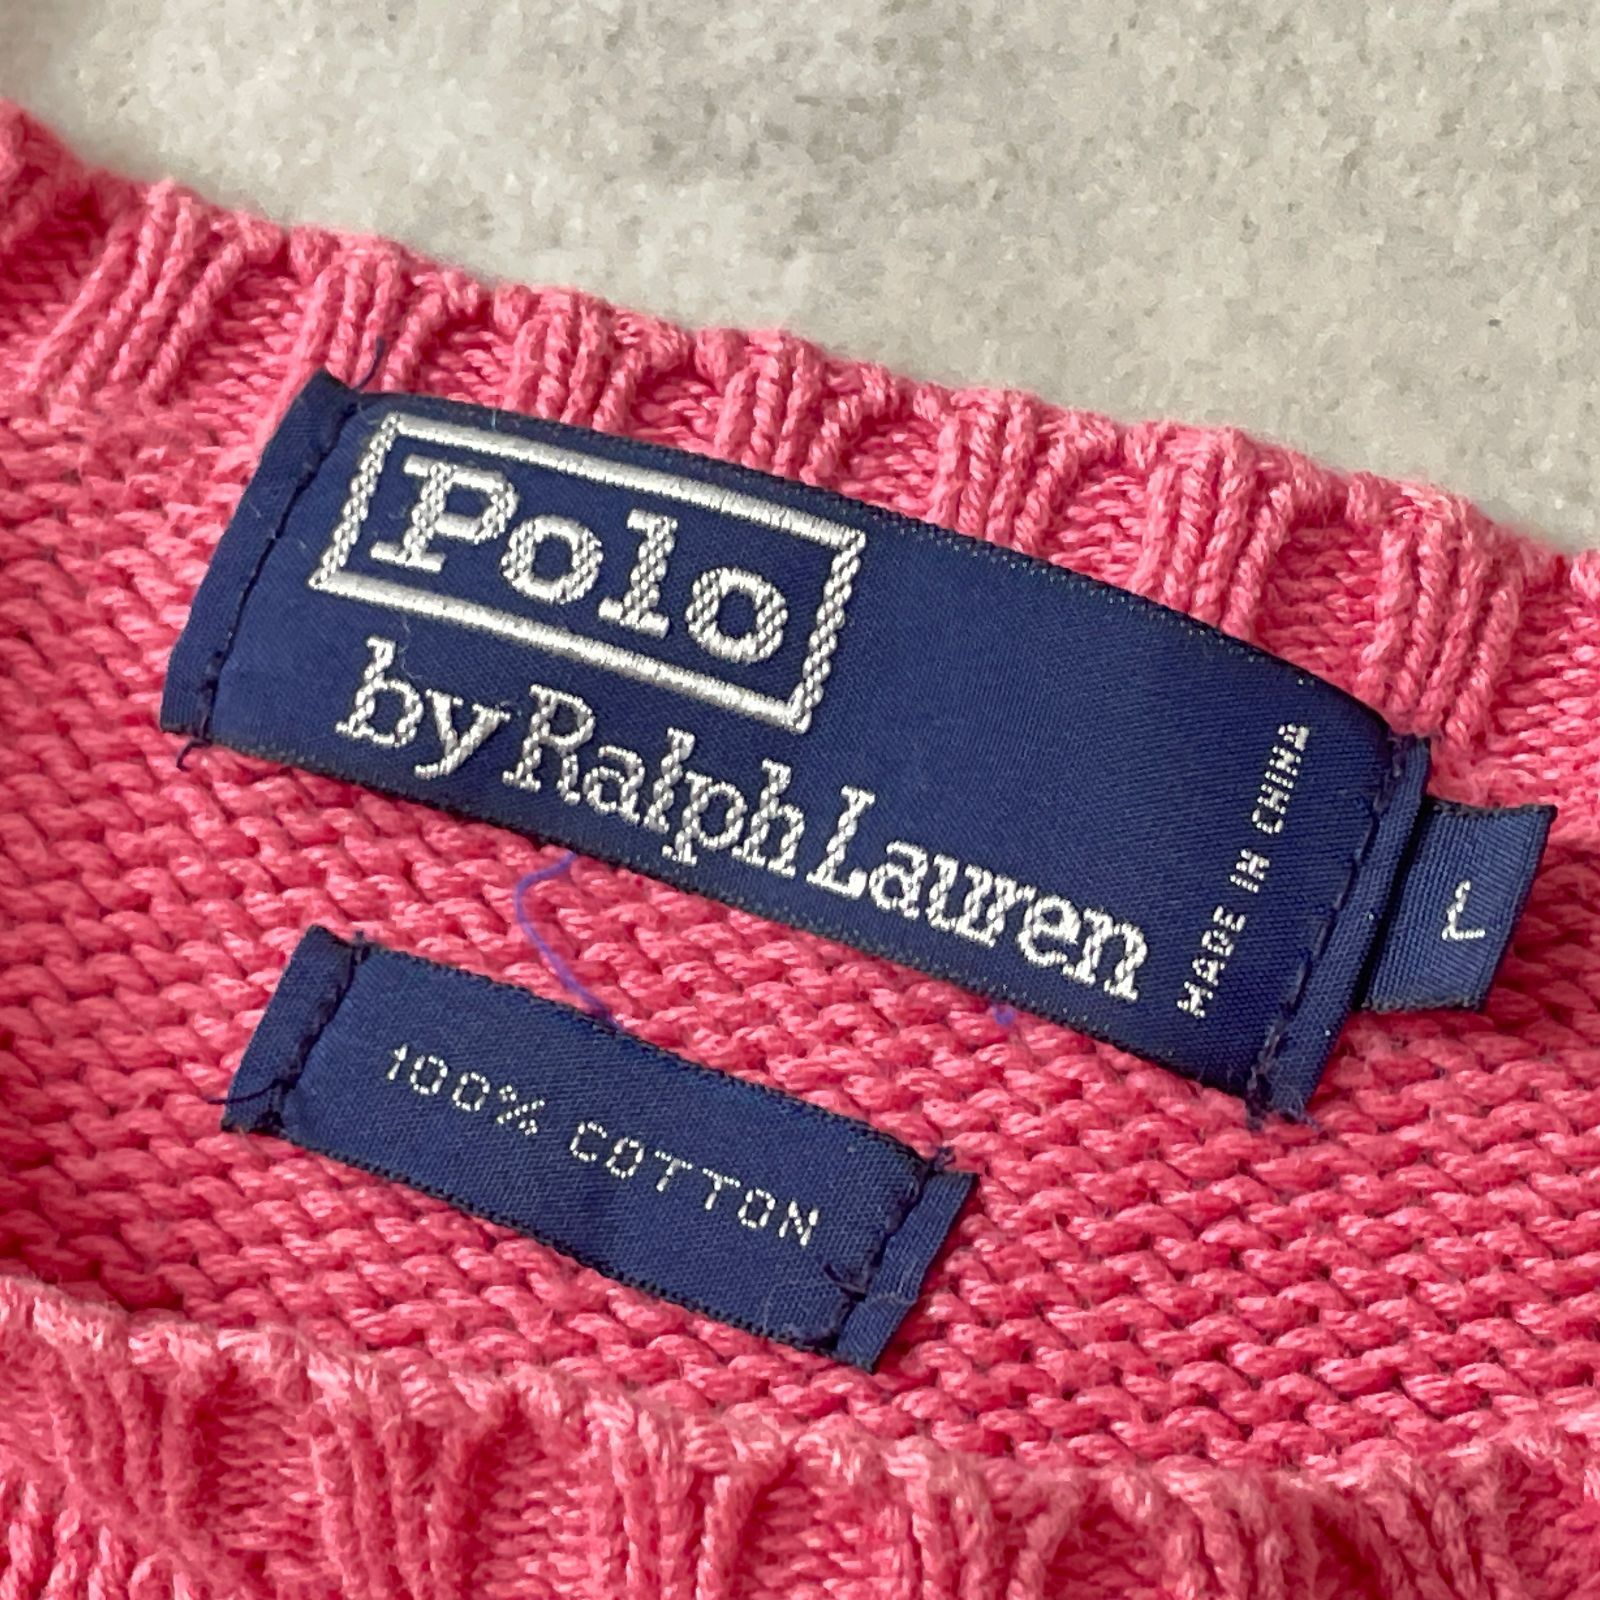 Polo
by Ralph Lauren
MADE IN CHINA
L
100% COTTON